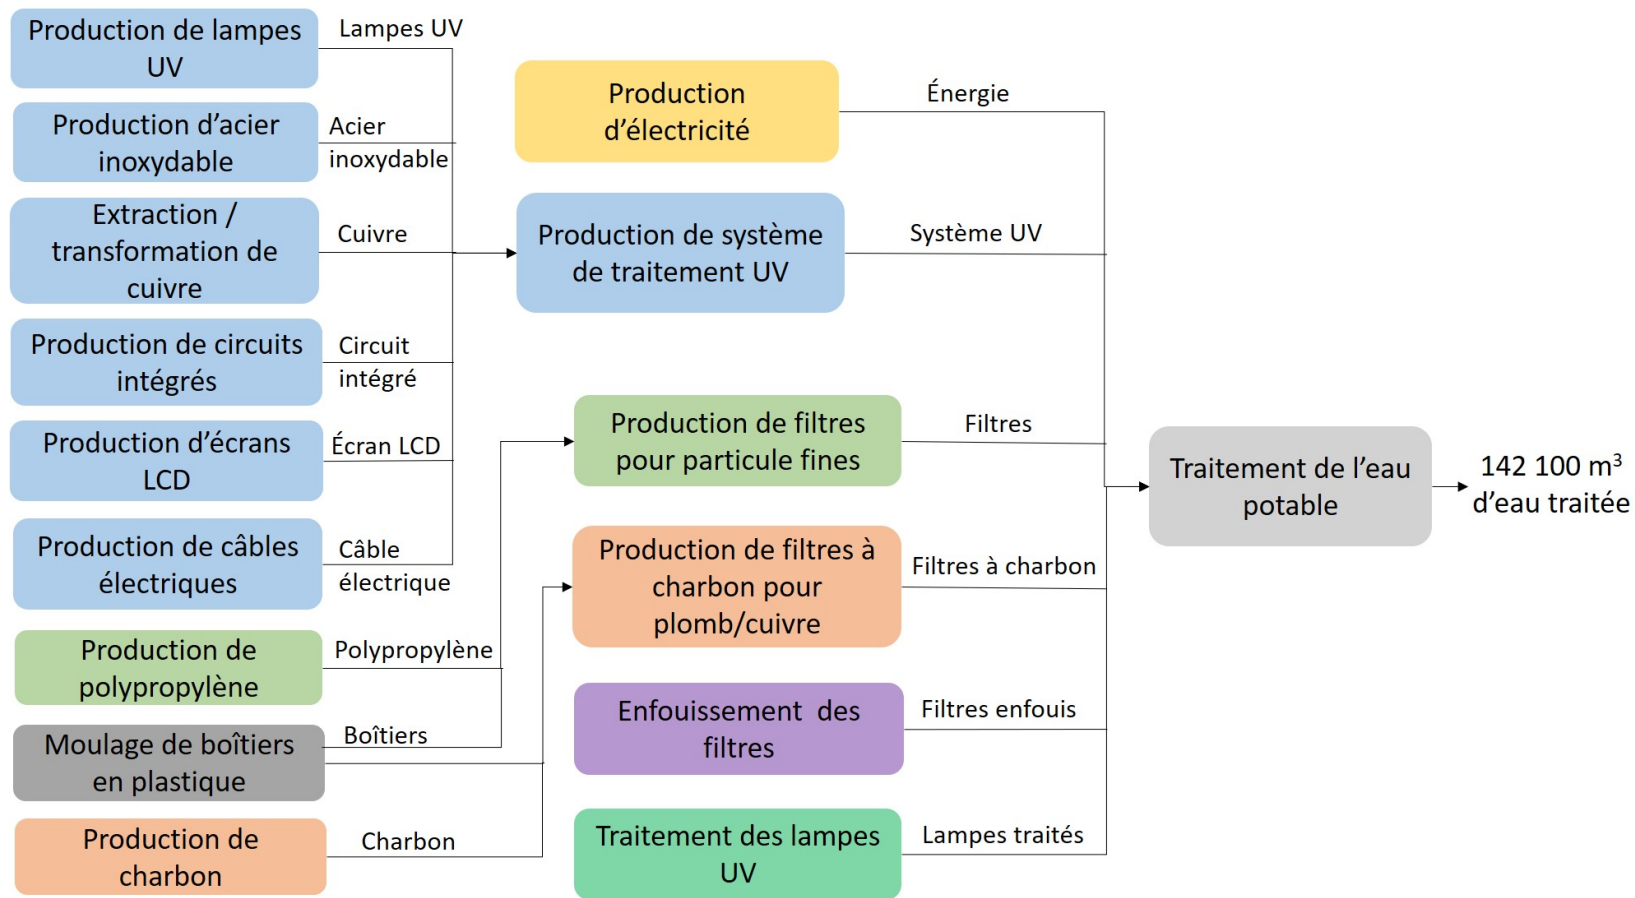 Production de lampes
UV
Lampes UV
Production d’acier
inoxydable
Acier
inoxydable
Extraction /
transformation de
cuivre
Cuivre
Production de circuits
intégrés
Circuit
intégré
Production d’écrans
LCD
Écran LCD
Production de câbles
électriques
Câble
électrique
Production de
polypropylène
Polypropylène
Moulage de boîtiers
en plastique
Boîtiers
Production de
charbon
Charbon
Production
d’électricité
Énergie
Production de système
de traitement UV
Système UV
Production de filtres
pour particule fines
Filtres
Production de filtres à
charbon pour
plomb/cuivre
Filtres à charbon
Enfouissement des
filtres
Filtres enfouis
Traitement des lampes
UV
Lampes traités
Traitement de l’eau
potable
142 100 m³
d’eau traitée